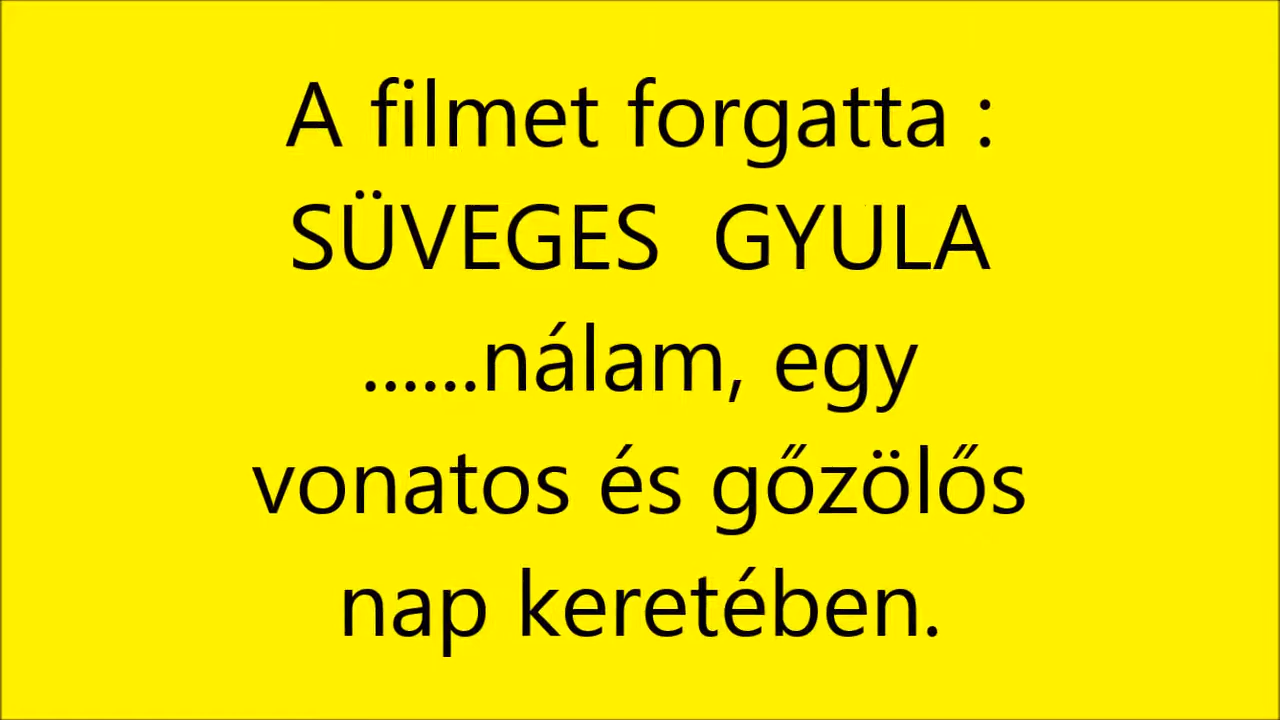 A filmet forgatta :
SÜVEGES  GYULA
......nálam, egy
vonatos és gőzölős
nap keretében.